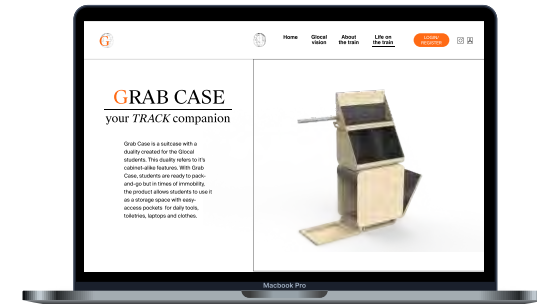 G
Home
Glocal
vision
About
the train
Life on
the train
LOGIN/
REGISTER
GRAB CASE
your TRACK companion
Grab Case is a suitcase with a
duality created for the Glocal
students. This duality refers to it's
cabinet-alike features. With Grab
Case, students are ready to pack-
and-go but in times of immobility,
the product allows students to use it
as a storage space with easy-
access pockets for daily tools,
toiletries, laptops and clothes.
Macbook Pro